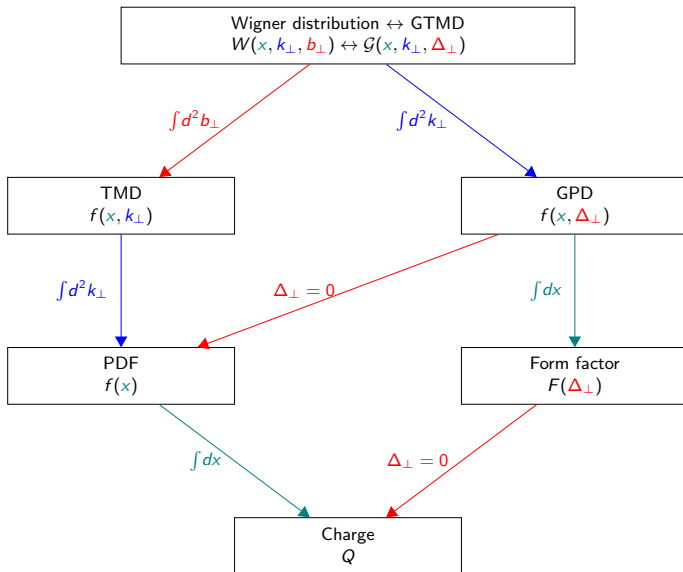 Wigner distribution ↔ GTMD
W(x, k⊥, b⊥) ↔ 𝒢(x, k⊥, Δ⊥)
∫d²b⊥
∫d²k⊥
TMD
f(x, k⊥)
GPD
f(x, Δ⊥)
∫d²k⊥
Δ⊥ = 0
∫dx
PDF
f(x)
Form factor
F(Δ⊥)
∫dx
Δ⊥ = 0
Charge
Q